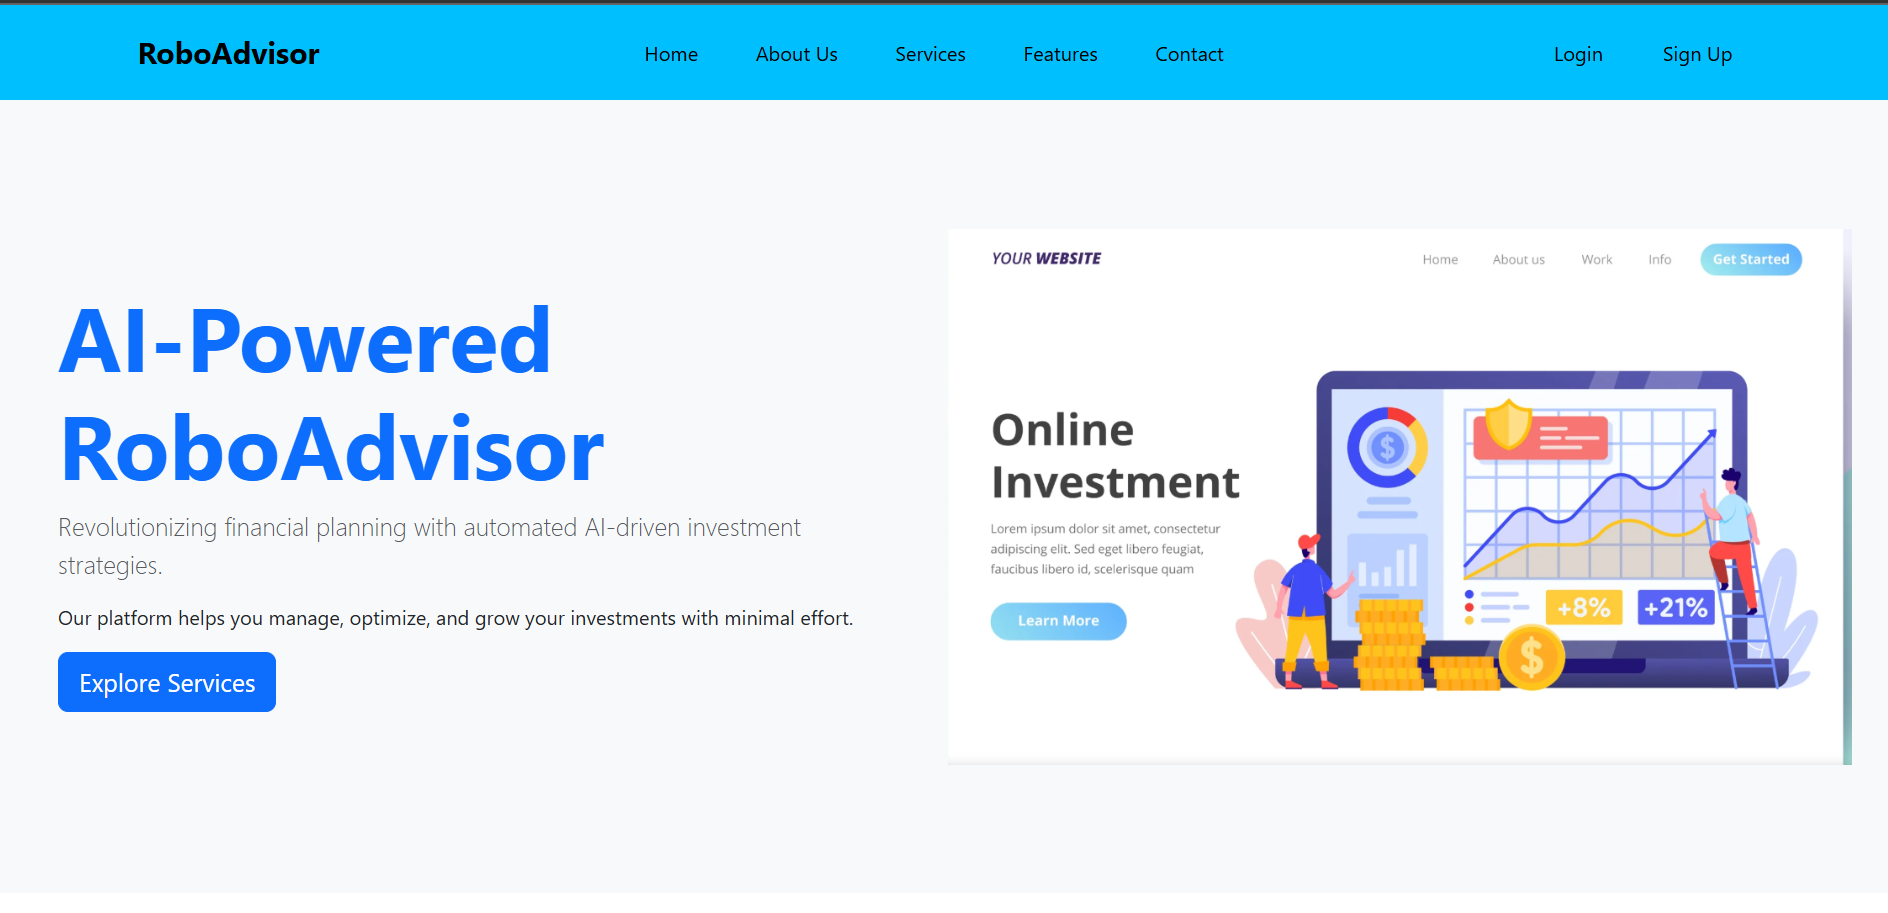 RoboAdvisor
Home About Us Services Features Contact
Login Sign Up
AI-Powered
RoboAdvisor
Revolutionizing financial planning with automated AI-driven investment
strategies.
Our platform helps you manage, optimize, and grow your investments with minimal effort.
Explore Services
YOUR WEBSITE
Home About us Work Info Get Started
Online
Investment
Lorem ipsum dolor sit amet, consectetur
adipiscing elit. Sed eget libero feugiat,
faucibus libero id, scelerisque quam
Learn More
$
+8% +21%
$